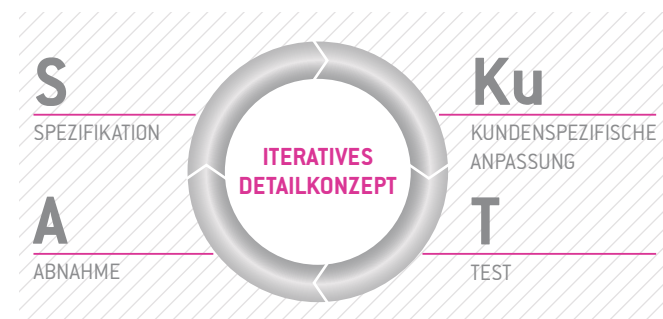 S
SPEZIFIKATION
Ku
KUNDENSPEZIFISCHE
ANPASSUNG
ITERATIVES
DETAILKONZEPT
A
ABNAHME
T
TEST